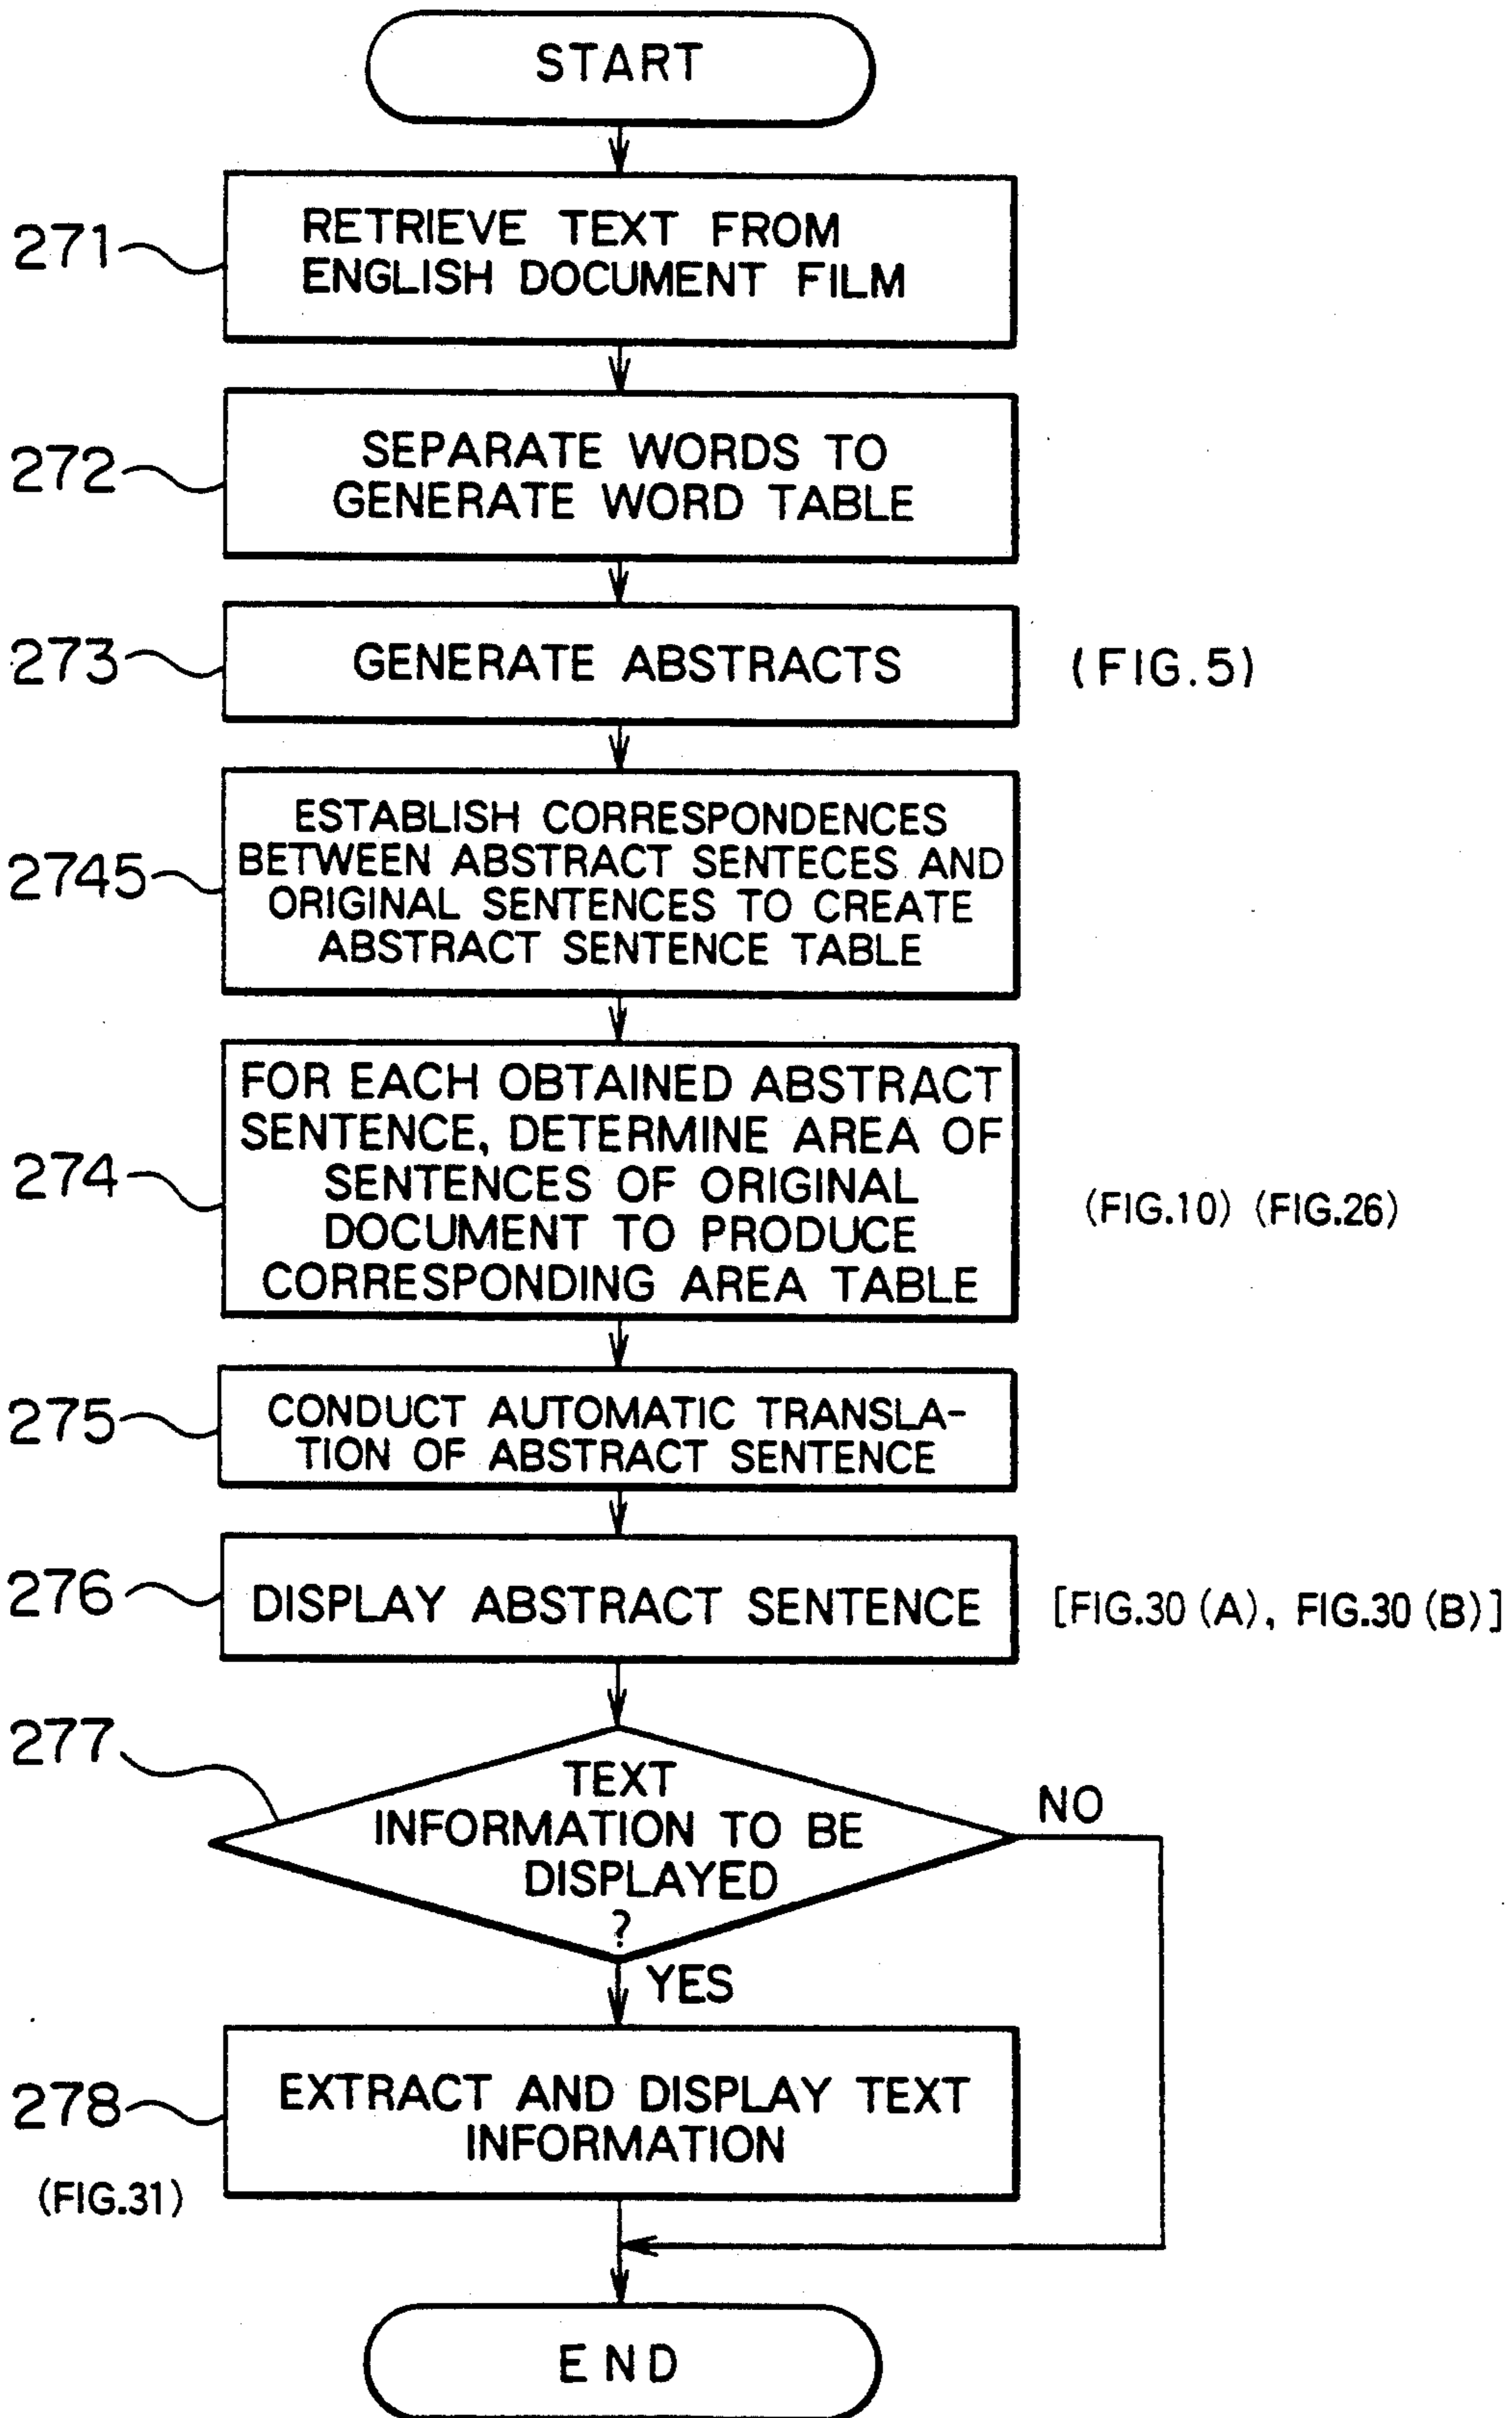 START
271
RETRIEVE TEXT FROM
ENGLISH DOCUMENT FILM
272
SEPARATE WORDS TO
GENERATE WORD TABLE
273
GENERATE ABSTRACTS
(FIG.5)
2745
ESTABLISH CORRESPONDENCES
BETWEEN ABSTRACT SENTECES AND
ORIGINAL SENTENCES TO CREATE
ABSTRACT SENTENCE TABLE
274
FOR EACH OBTAINED ABSTRACT
SENTENCE, DETERMINE AREA OF
SENTENCES OF ORIGINAL
DOCUMENT TO PRODUCE
CORRESPONDING AREA TABLE
(FIG.10) (FIG.26)
275
CONDUCT AUTOMATIC TRANSLA-
TION OF ABSTRACT SENTENCE
276
DISPLAY ABSTRACT SENTENCE
[FIG.30 (A), FIG.30 (B)]
277
TEXT
INFORMATION TO BE
DISPLAYED
?
NO
YES
278
EXTRACT AND DISPLAY TEXT
INFORMATION
(FIG.31)
END